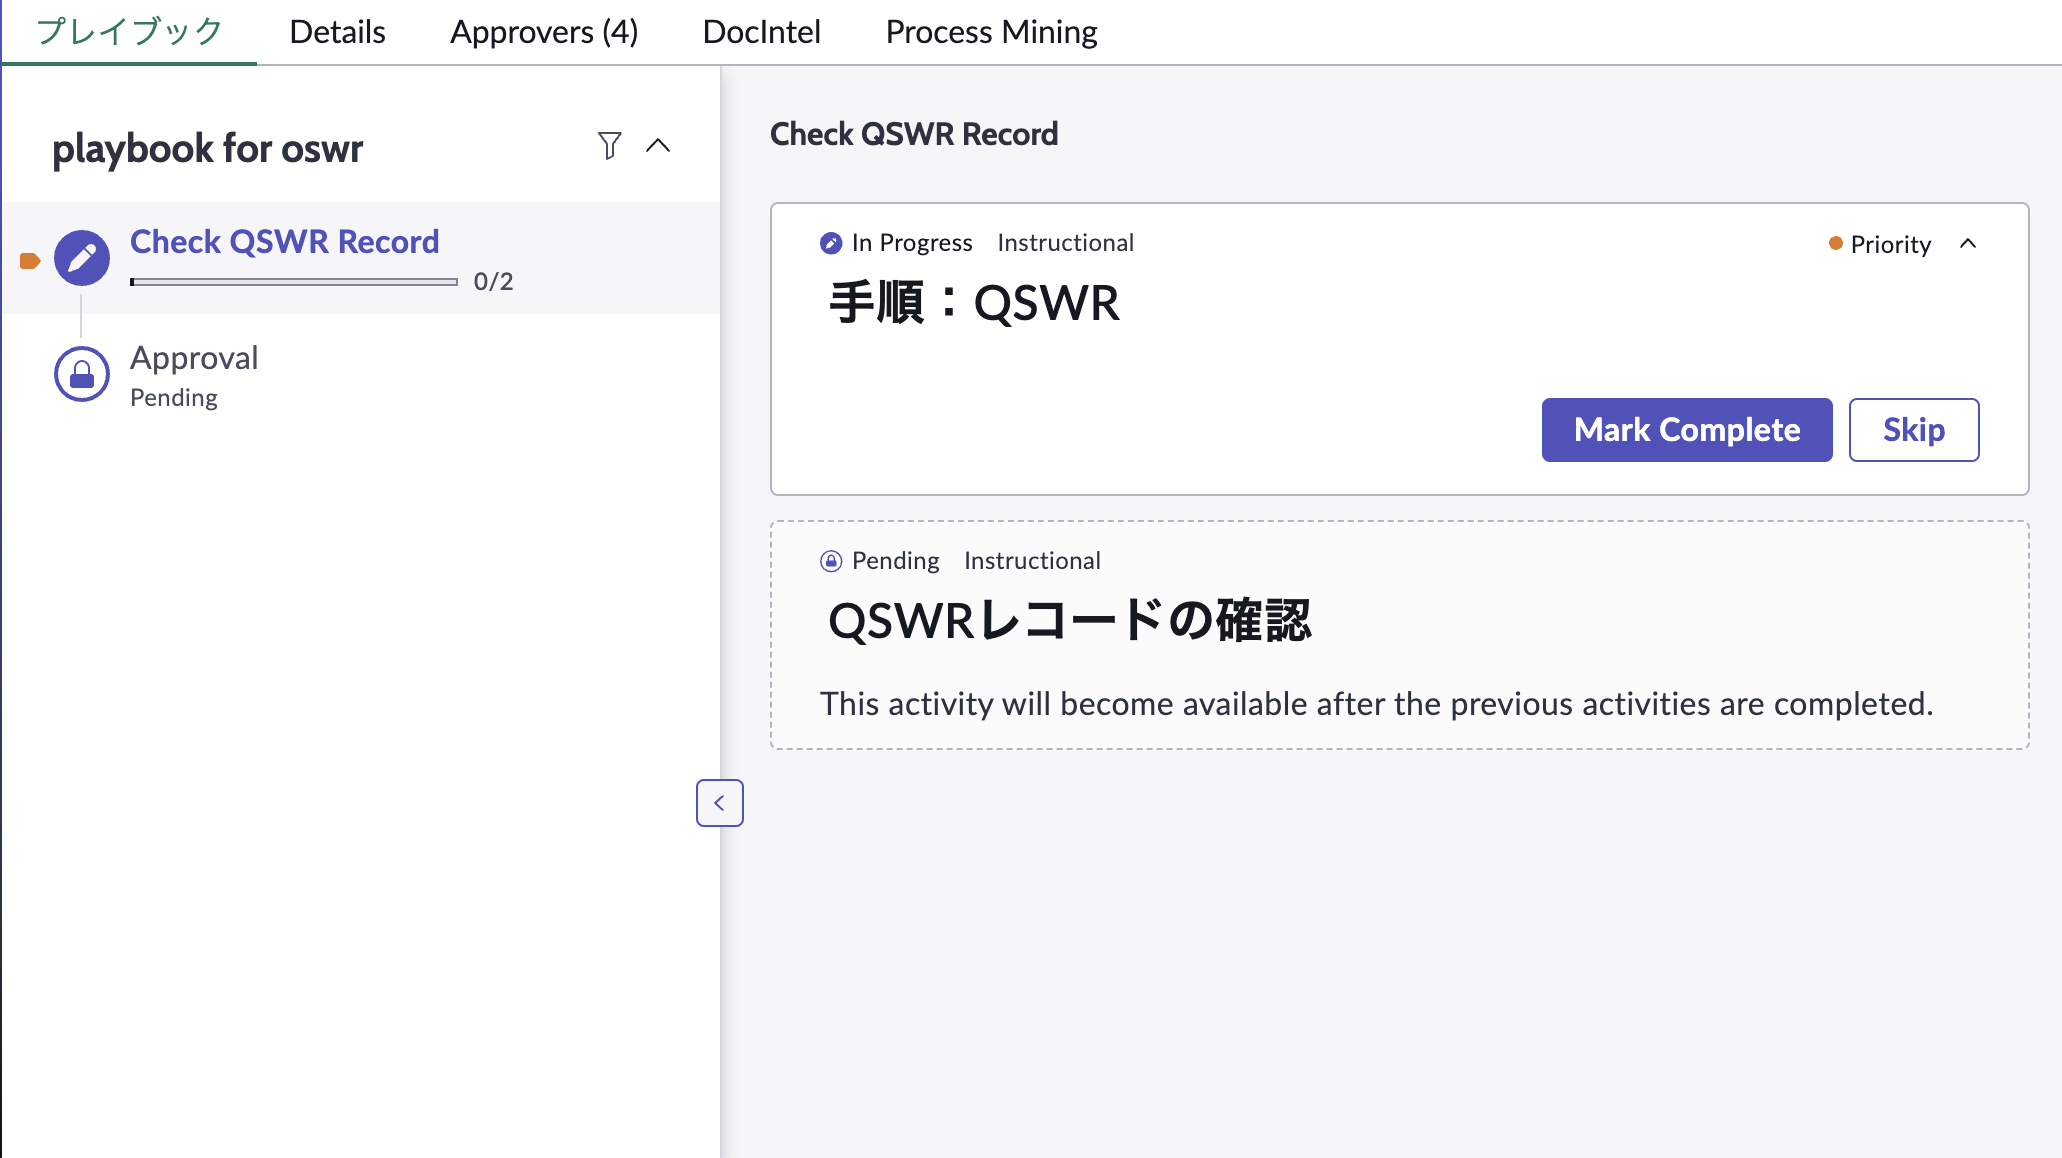 プレイブック Details Approvers (4) DocIntel Process Mining
playbook for oswr
Check QSWR Record
0/2
Approval
Pending
Check QSWR Record
In Progress Instructional Priority
手順：QSWR
Mark Complete Skip
Pending Instructional
QSWRレコードの確認
This activity will become available after the previous activities are completed.